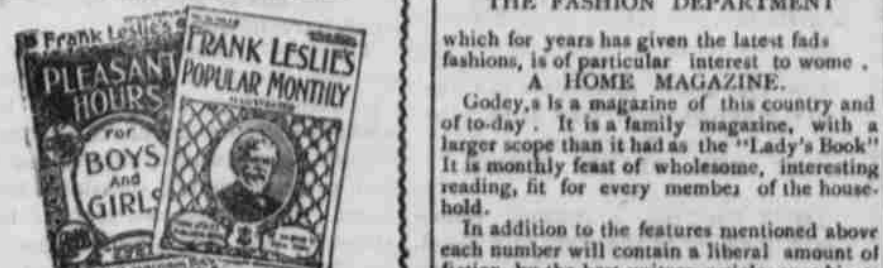 Frank Leslie's
PLEASANT
HOURS
FOR
BOYS
And
GIRLS
FRANK LESLIE'S
POPULAR MONTHLY
THE FASHION DEPARTMENT
which for years has given the latest fads
fashions, is of particular interest to wome .
A HOME MAGAZINE.
Godey,s Is a magazine of this country and
of to-day . It is a family magazine, with a
larger scope than it had as the "Lady's Book"
It is monthly feast of wholesome, interesting
reading, fit for every member of the house-
hold.
In addition to the features mentioned above
each number will contain a liberal amount of